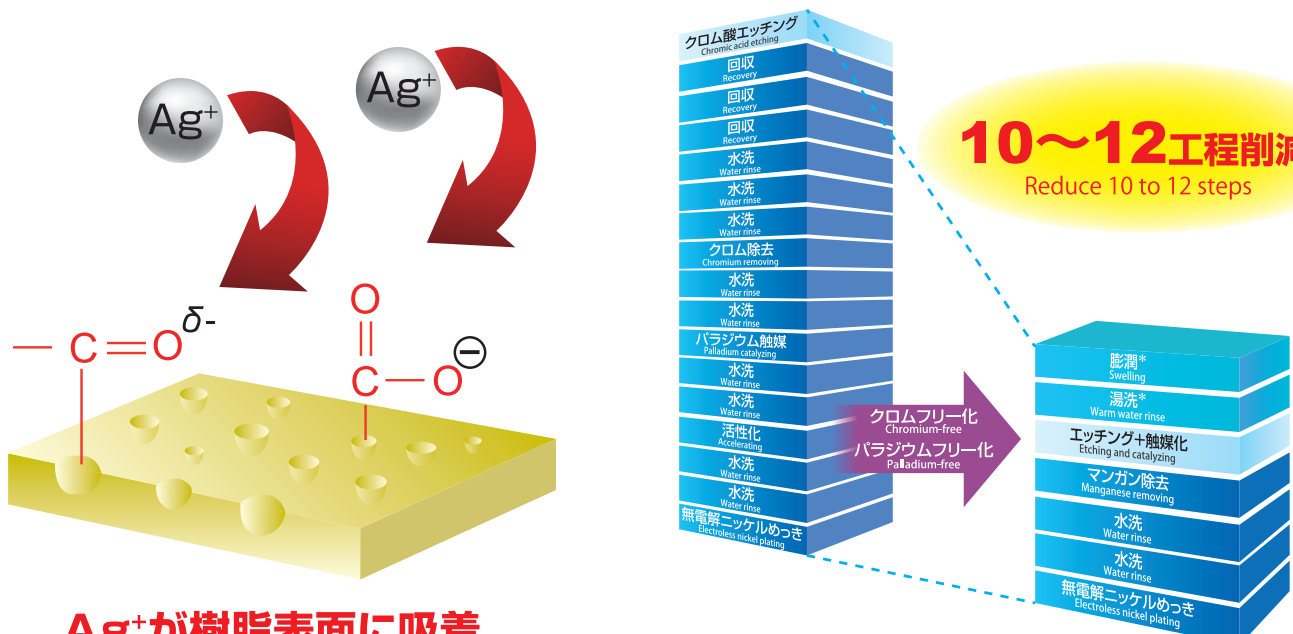 Ag⁺
Ag⁺
C
O
δ-
O
C
O
⊖
Ag⁺が樹脂表面に吸着
クロム酸エッチング
Chromic acid etching
回収
Recovery
回収
Recovery
回収
Recovery
水洗
Water rinse
水洗
Water rinse
水洗
Water rinse
クロム除去
Chromium removing
水洗
Water rinse
水洗
Water rinse
パラジウム触媒
Palladium catalyzing
水洗
Water rinse
水洗
Water rinse
活性化
Accelerating
水洗
Water rinse
水洗
Water rinse
無電解ニッケルめっき
Electroless nickel plating
クロムフリー化
Chromium-free
パラジウムフリー化
Palladium-free
10〜12工程削減
Reduce 10 to 12 steps
膨潤*
Swelling
湯洗*
Warm water rinse
エッチング+触媒化
Etching and catalyzing
マンガン除去
Manganese removing
水洗
Water rinse
水洗
Water rinse
無電解ニッケルめっき
Electroless nickel plating